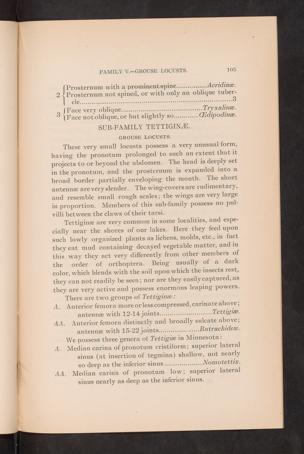 FAMILY V.—GROUSE LOCUSTS. 105
{Prosternum with a prominent spine...............Acridinæ.
2 {Prosternum not spined, or with only an oblique tuber-
cle.....................................................................3
3 {Face very oblique.......................................Tryxalinæ.
{Face not oblique, or but slightly so............Œdipodinæ.
SUB-FAMILY TETTIGINÆ.
GROUSE LOCUSTS.
These very small locusts possess a very unusual form,
having the pronotum prolonged to such an extent that it
projects to or beyond the abdomen. The head is deeply set
in the pronotum, and the prosternum is expanded into a
broad border partially enveloping the mouth. The short
antennæ are very slender. The wing-covers are rudimentary,
and resemble small rough scales; the wings are very large
in proportion. Members of this sub-family possess no pul-
villi between the claws of their tarsi.
Tettiginæ are very common in some localities, and espe-
cially near the shores of our lakes. Here they feed upon
such lowly organized plants as lichens, molds, etc., in fact
they eat mud containing decayed vegetable matter, and in
this way they act very differently from other members of
the order of orthoptera. Being usually of a dark
color, which blends with the soil upon which the insects rest,
they can not readily be seen; nor are they easily captured, as
they are very active and possess enormous leaping powers.
There are two groups of Tettiginæ:
A. Anterior femora more or less compressed, carinate above;
antennæ with 12-14 joints.........................Tettigiæ.
AA. Anterior femora distinctly and broadly sulcate above;
antennæ with 15-22 joints...................Batrachideæ.
We possess three genera of Tettigiæ in Minnesota:
A. Median carina of pronotum cristiform; superior lateral
sinus (at insertion of tegmina) shallow, not nearly
so deep as the inferior sinus...................Nomotettix.
AA. Median carina of pronotum low; superior lateral
sinus nearly as deep as the inferior sinus.